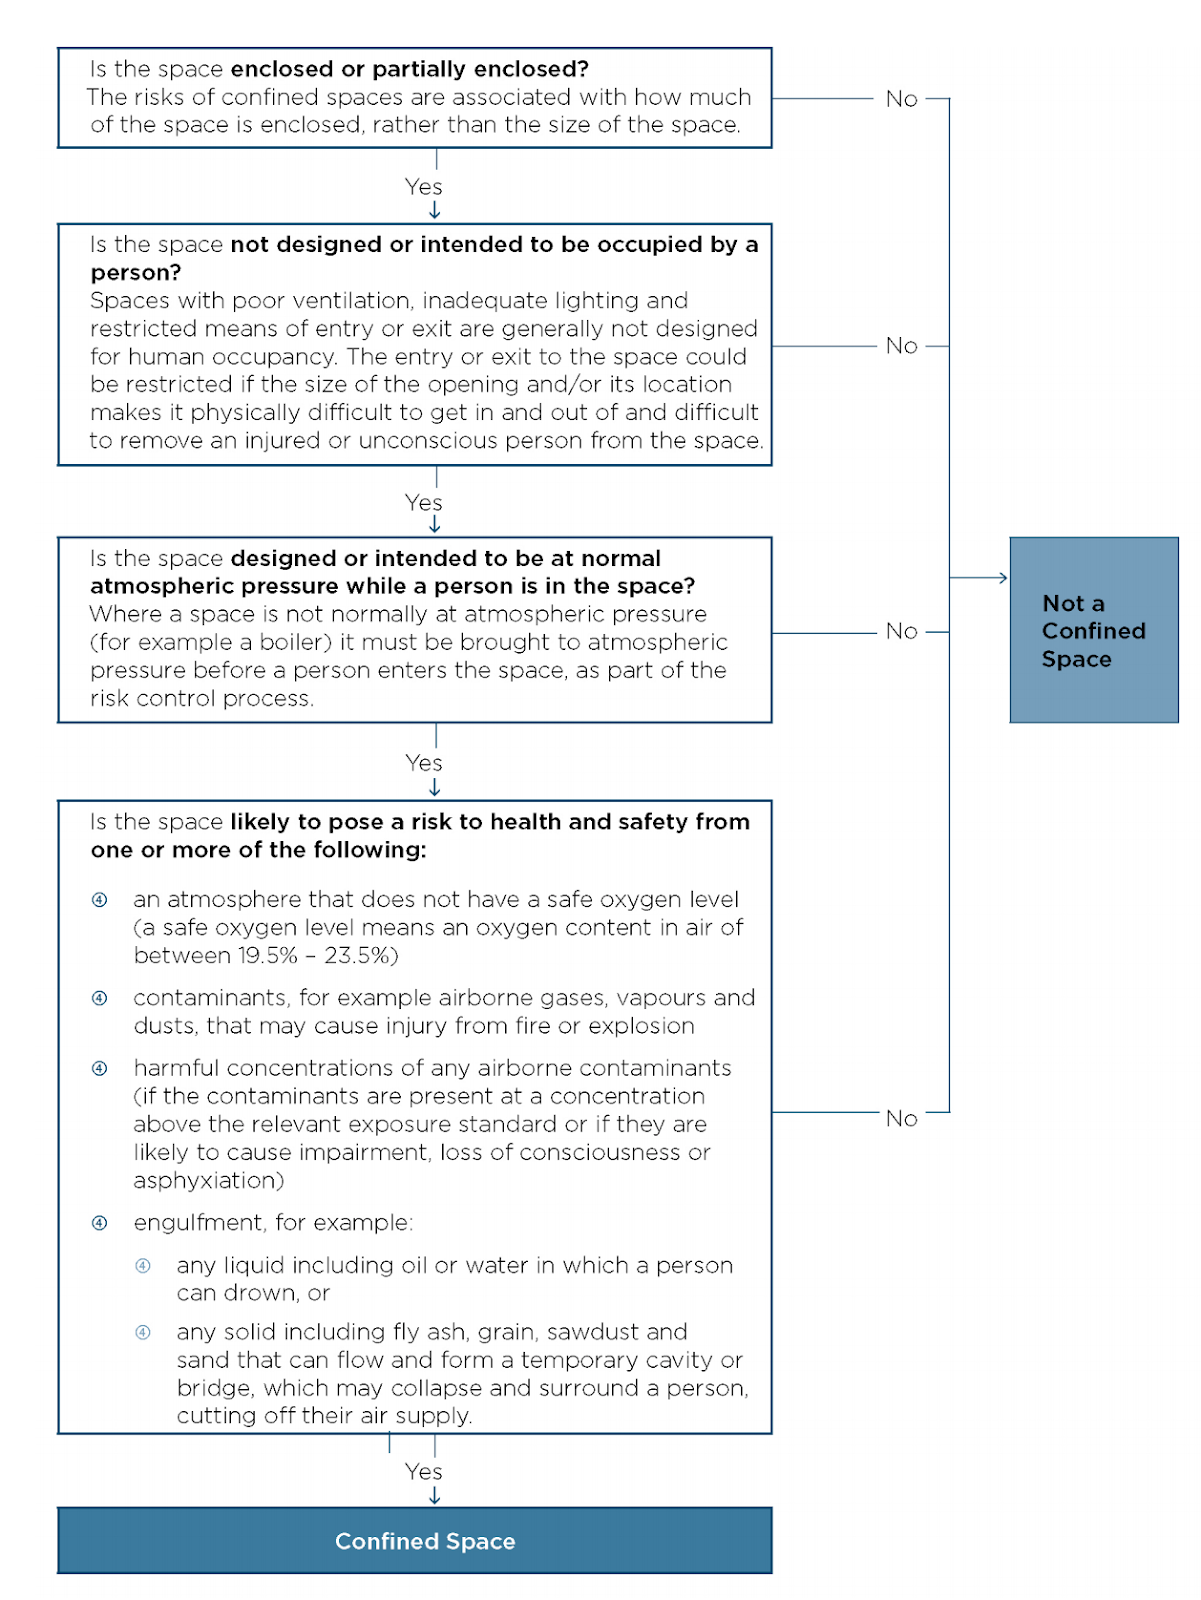 Is the space enclosed or partially enclosed?
The risks of confined spaces are associated with how much
of the space is enclosed, rather than the size of the space.
No
Yes
Is the space not designed or intended to be occupied by a
person?
Spaces with poor ventilation, inadequate lighting and
restricted means of entry or exit are generally not designed
for human occupancy. The entry or exit to the space could
be restricted if the size of the opening and/or its location
makes it physically difficult to get in and out of and difficult
to remove an injured or unconscious person from the space.
No
Yes
Is the space designed or intended to be at normal
atmospheric pressure while a person is in the space?
Where a space is not normally at atmospheric pressure
(for example a boiler) it must be brought to atmospheric
pressure before a person enters the space, as part of the
risk control process.
No
Not a
Confined
Space
Yes
Is the space likely to pose a risk to health and safety from
one or more of the following:
④ an atmosphere that does not have a safe oxygen level
(a safe oxygen level means an oxygen content in air of
between 19.5% – 23.5%)
④ contaminants, for example airborne gases, vapours and
dusts, that may cause injury from fire or explosion
④ harmful concentrations of any airborne contaminants
(if the contaminants are present at a concentration
above the relevant exposure standard or if they are
likely to cause impairment, loss of consciousness or
asphyxiation)
No
④ engulfment, for example:
④ any liquid including oil or water in which a person
can drown, or
④ any solid including fly ash, grain, sawdust and
sand that can flow and form a temporary cavity or
bridge, which may collapse and surround a person,
cutting off their air supply.
Yes
Confined Space